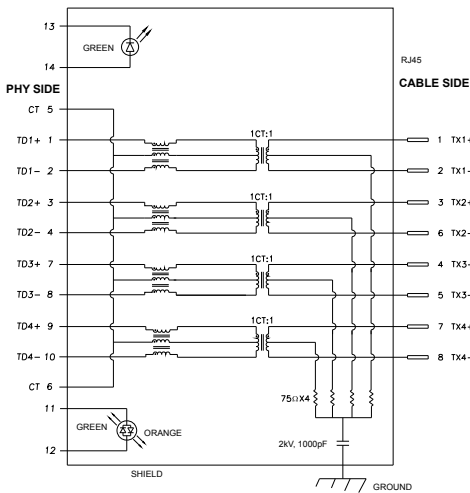 13
GREEN
14
RJ45
PHY SIDE
CABLE SIDE
CT 5
1CT:1
TD1+ 1
1 TX1+
TD1- 2
2 TX1-
1CT:1
TD2+ 3
3 TX2+
TD2- 4
6 TX2-
1CT:1
TD3+ 7
4 TX3+
TD3- 8
5 TX3-
1CT:1
TD4+ 9
7 TX4+
TD4- 10
8 TX4-
CT 6
75ΩX4
11
GREEN
ORANGE
2kV, 1000pF
12
SHIELD
GROUND